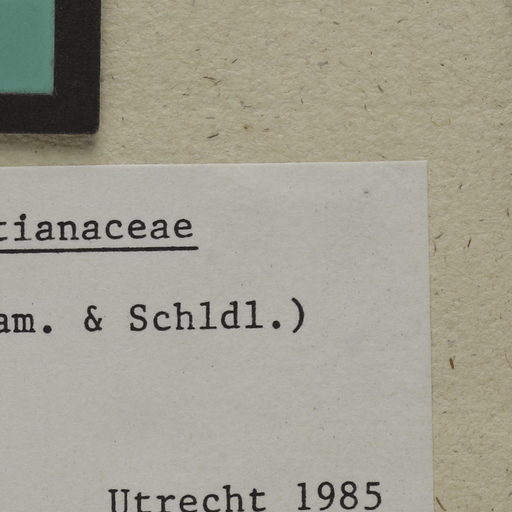 tianaceae
am. & Schldl.)
Utrecht 1985